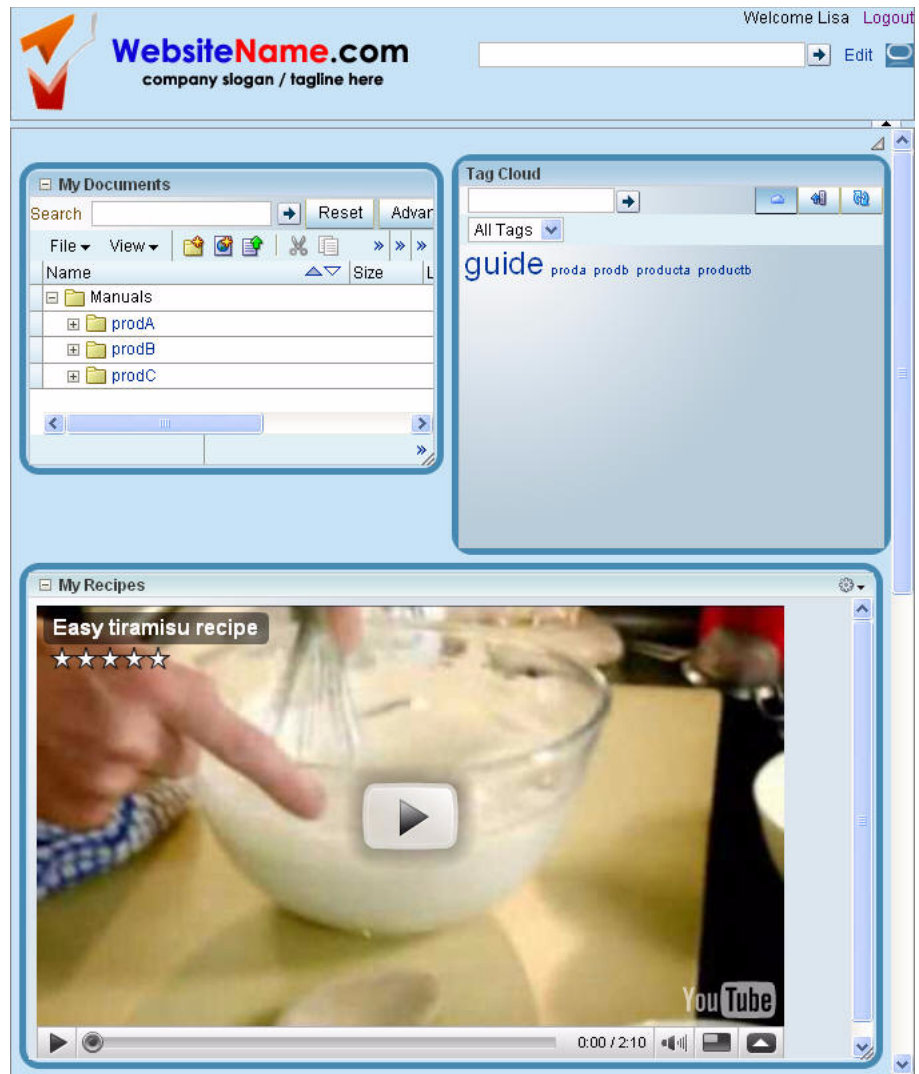 Welcome Lisa Logout
WebsiteName.com
company slogan / tagline here
Edit
My Documents
Search Reset Advar
File View
Name Size L
Manuals
prodA
prodB
prodC
Tag Cloud
All Tags
guide proda prodb producta productb
My Recipes
Easy tiramisu recipe
YouTube
0:00 / 2:10